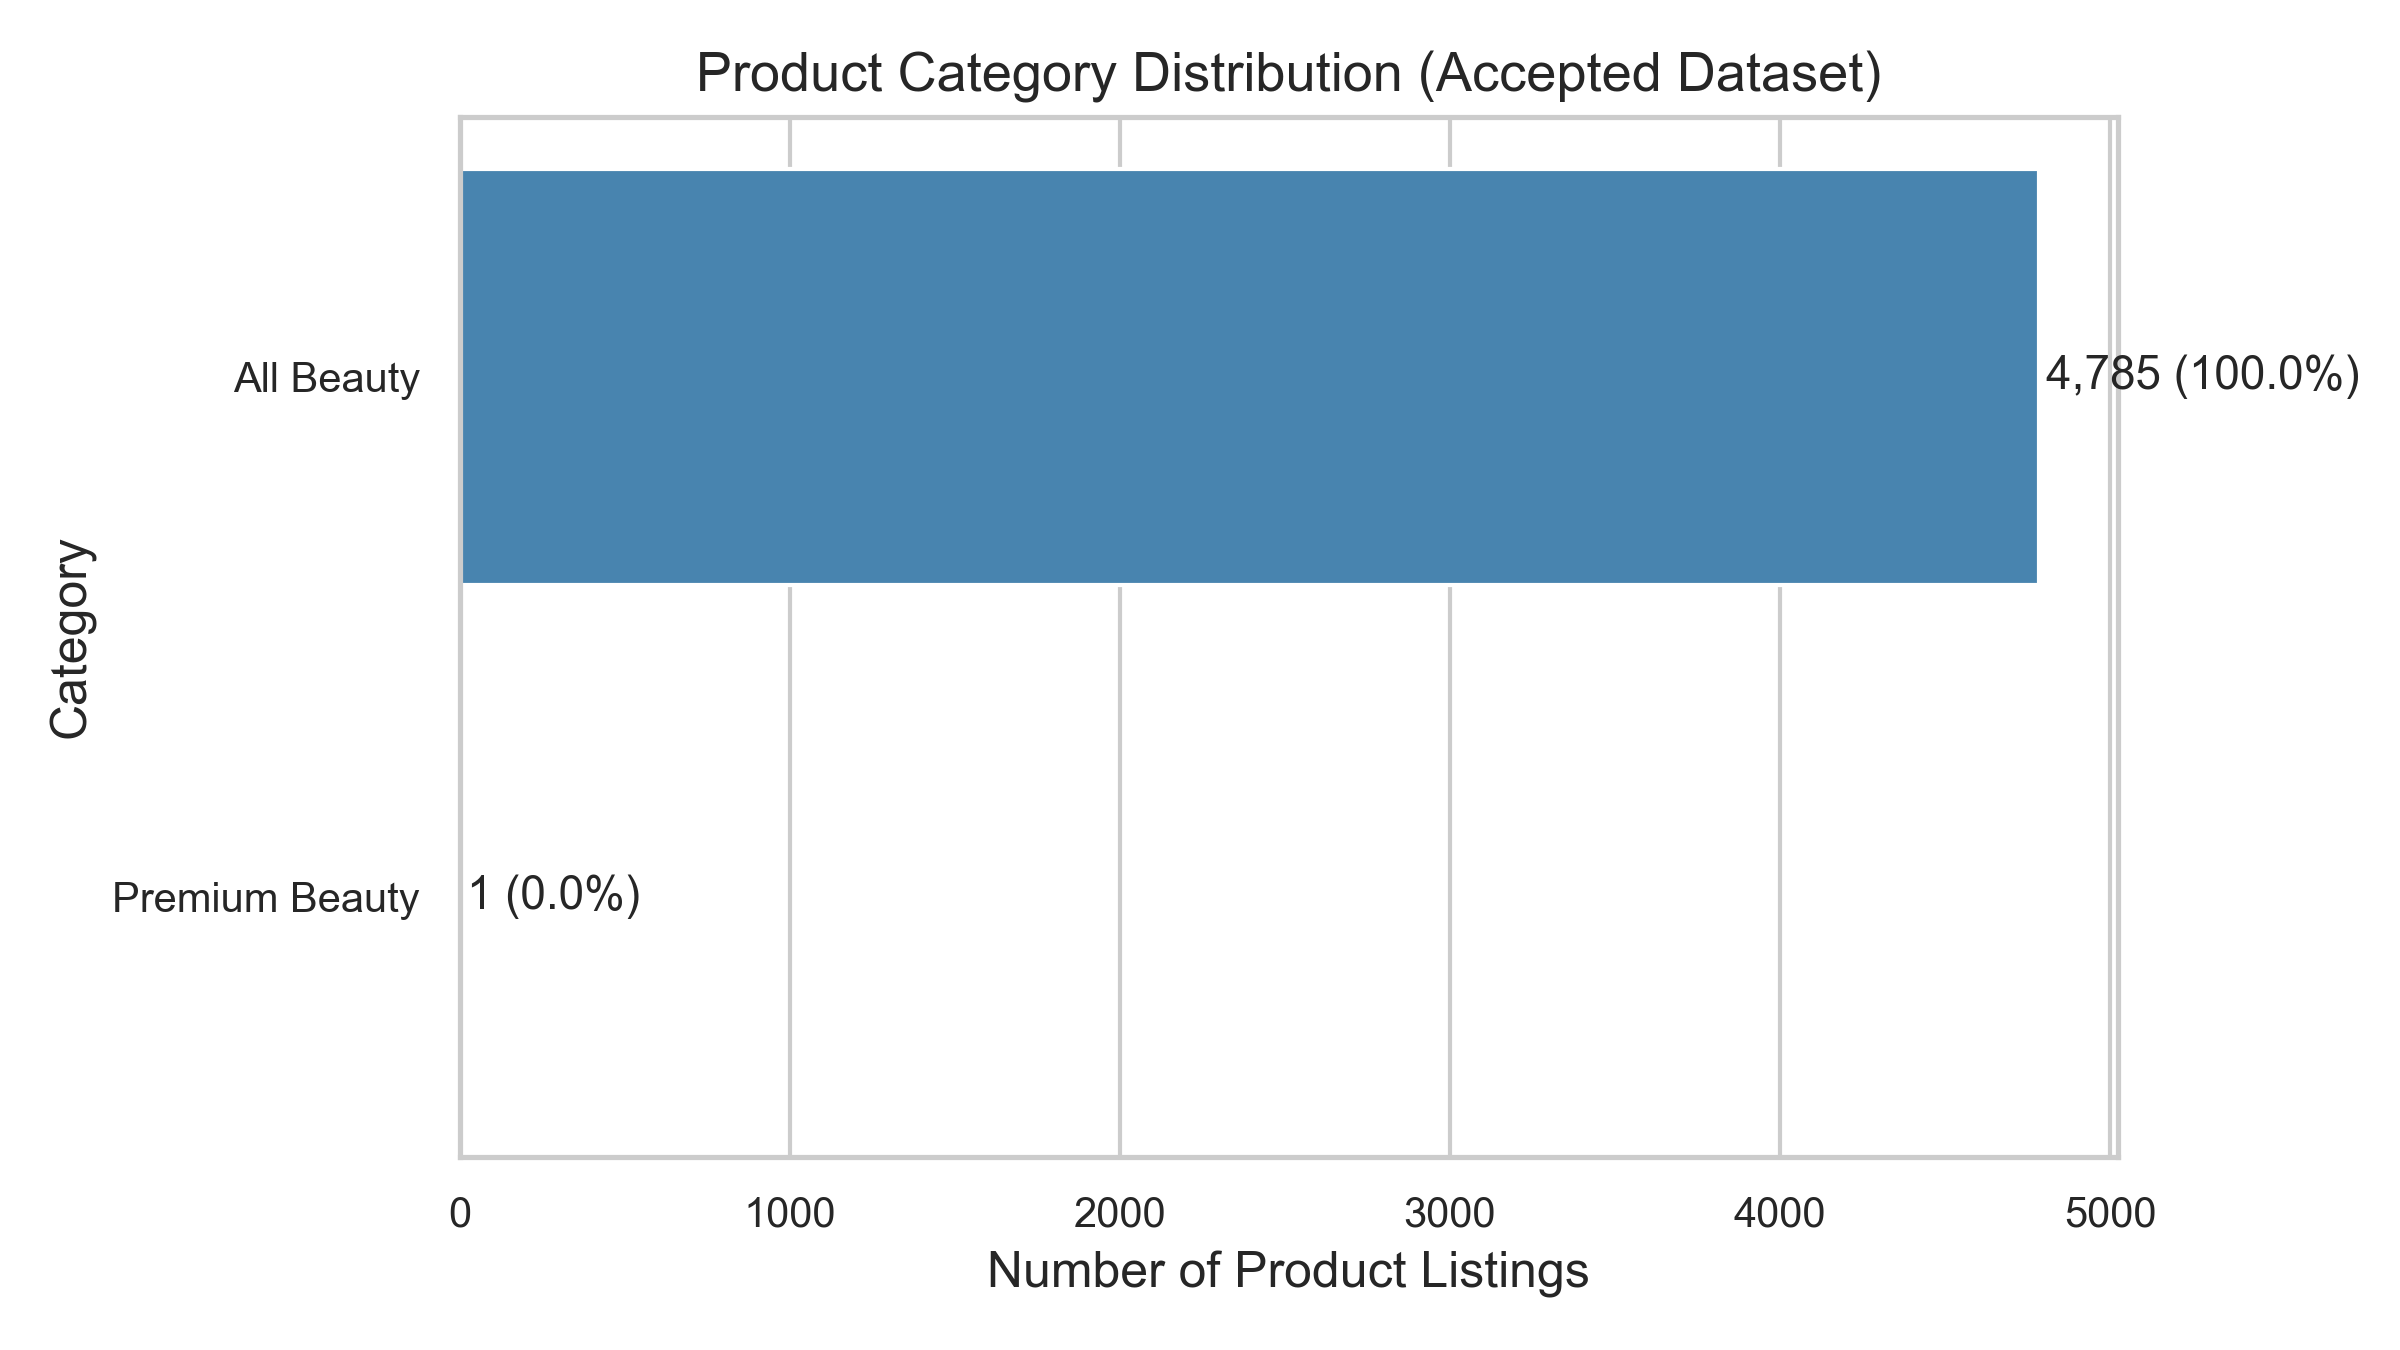 Product Category Distribution (Accepted Dataset)
All Beauty
4,785 (100.0%)
Category
Premium Beauty
1 (0.0%)
0 1000 2000 3000 4000 5000
Number of Product Listings